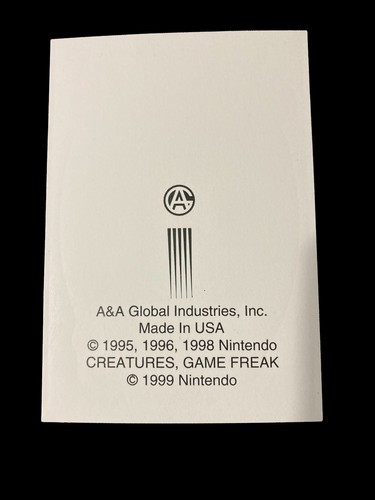 A&A Global Industries, Inc.
Made In USA
© 1995, 1996, 1998 Nintendo
CREATURES, GAME FREAK
© 1999 Nintendo